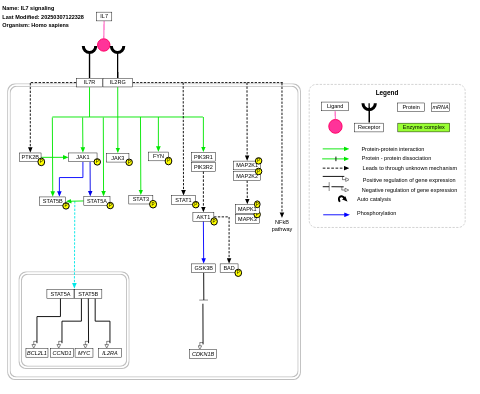 Name: IL7 signaling
Last Modified: 20250307122328
Organism: Homo sapiens
IL7
IL7R
IL2RG
PTK2B
P
JAK1
P
JAK3
P
FYN
P
PIK3R1
PIK3R2
MAP2K1
P
MAP2K2
P
STAT5B
P
STAT5A
P
STAT3
P
STAT1
P
AKT1
P
MAPK1
P
MAPK3
P
NFkB
pathway
GSK3B
BAD
P
STAT5A
STAT5B
BCL2L1
CCND1
MYC
IL2RA
CDKN1B
Legend
Ligand
Receptor
Protein
mRNA
Enzyme complex
Protein-protein interaction
Protein - protein dissociation
Leads to through unknown mechanism
Positive regulation of gene expression
Negative regulation of gene expression
Auto catalysis
Phosphorylation